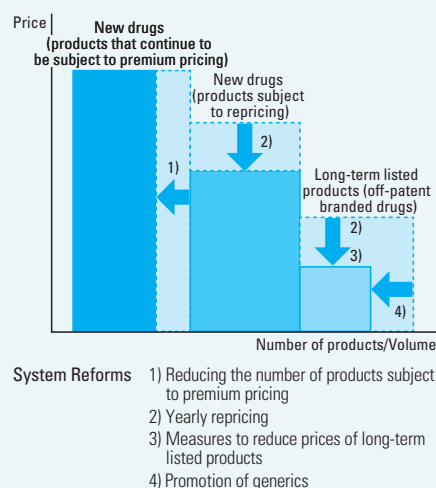 Price
New drugs
(products that continue to
be subject to premium pricing)
New drugs
(products subject
to repricing)
1)
2)
Long-term listed
products (off-patent
branded drugs)
2)
3)
4)
Number of products/Volume
System Reforms 1) Reducing the number of products subject
to premium pricing
2) Yearly repricing
3) Measures to reduce prices of long-term
listed products
4) Promotion of generics